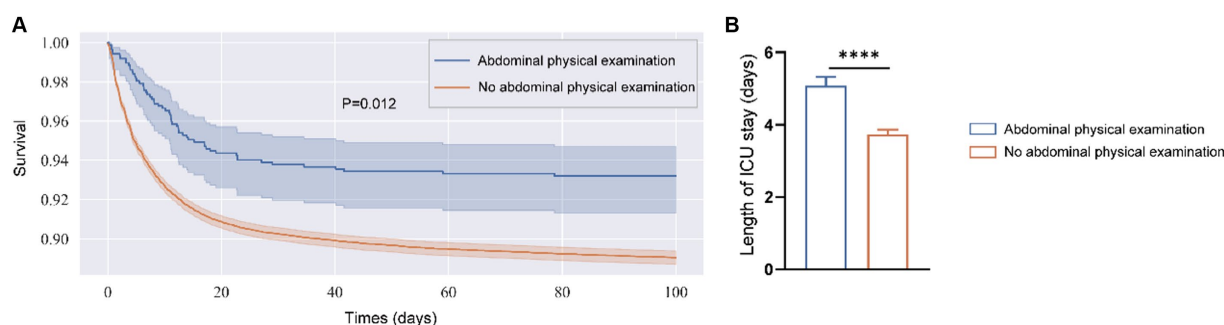 A
1.00
0.98
0.96
0.94
0.92
0.90
Survival
0
20
40
60
80
100
Times (days)
P=0.012
Abdominal physical examination
No abdominal physical examination
B
6
4
2
0
Length of ICU stay (days)
****
Abdominal physical examination
No abdominal physical examination